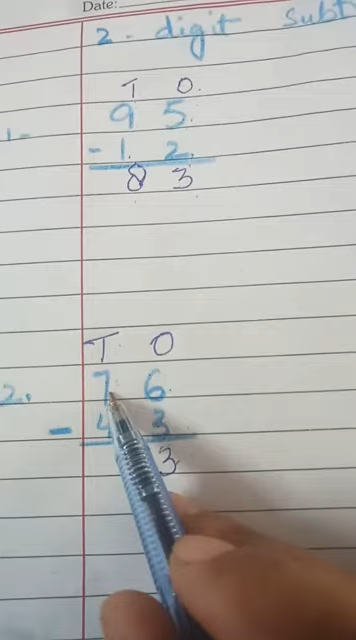 Date:
2 - digit subt
T O.
1- 9 5.
- 1. 2.
8 3
T. O
2. 7 6.
- 4 3
3